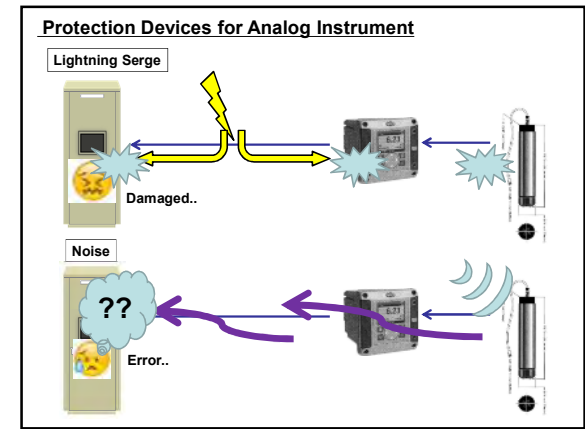 Protection Devices for Analog Instrument
Lightning Serge
Damaged..
Noise
??
Error..